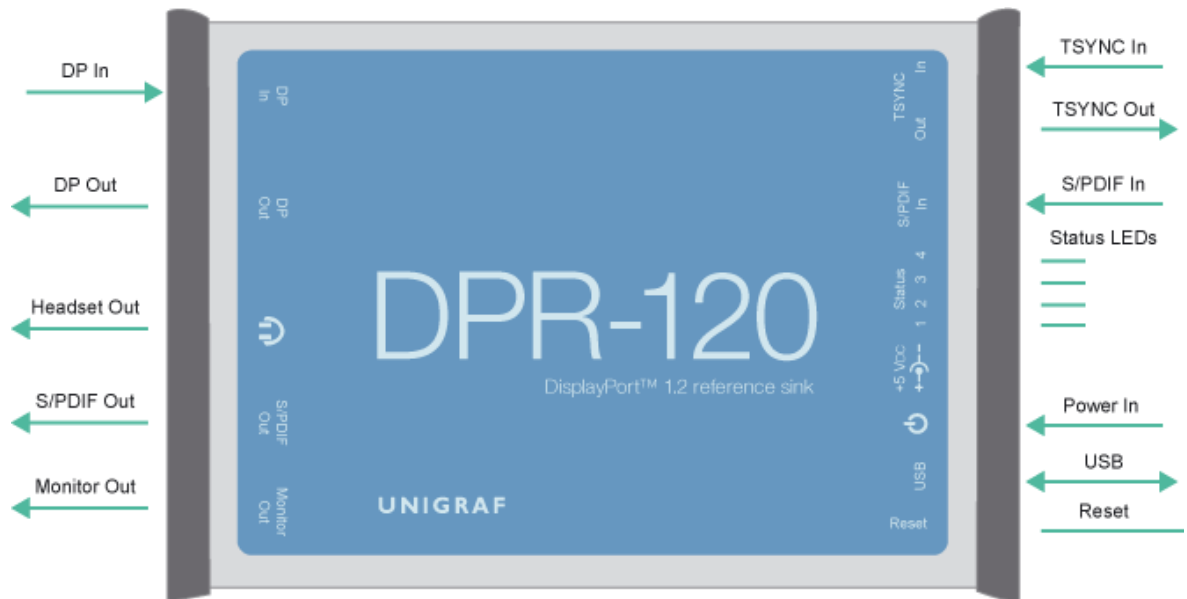 DP In
DP Out
Headset Out
S/PDIF Out
Monitor Out
DP
In
DP
Out
S/PDIF
Out
Monitor
Out
DPR-120
DisplayPort™ 1.2 reference sink
UNIGRAF
TSYNC
In
Out
S/PDIF
In
Status
4
3
2
1
+5 VDC
+
--
USB
Reset
TSYNC In
TSYNC Out
S/PDIF In
Status LEDs
Power In
USB
Reset